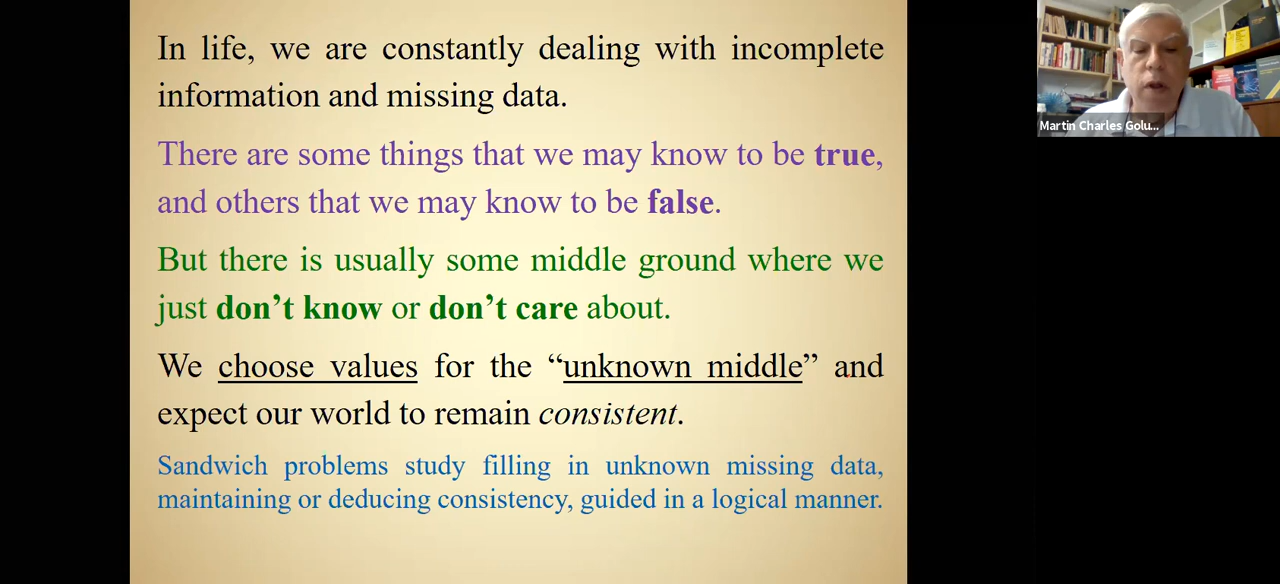 In life, we are constantly dealing with incomplete
information and missing data.
There are some things that we may know to be true,
and others that we may know to be false.
But there is usually some middle ground where we
just don’t know or don’t care about.
We choose values for the “unknown middle” and
expect our world to remain consistent.
Sandwich problems study filling in unknown missing data,
maintaining or deducing consistency, guided in a logical manner.
Martin Charles Golu...